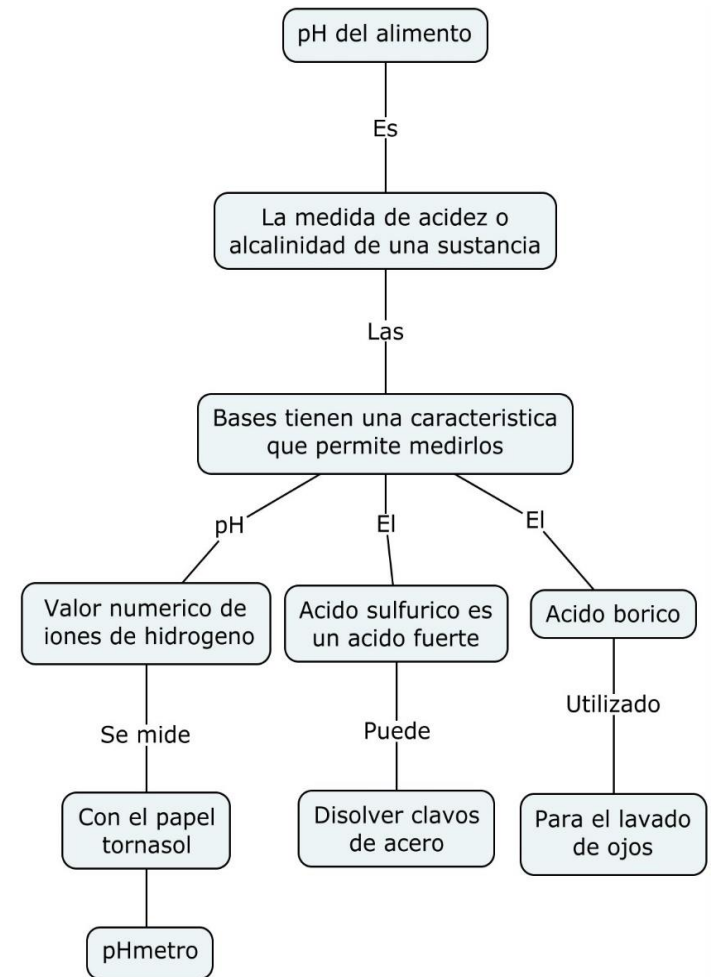 pH del alimento
Es
La medida de acidez o
alcalinidad de una sustancia
Las
Bases tienen una caracteristica
que permite medirlos
pH
El
El
Valor numerico de
iones de hidrogeno
Acido sulfurico es
un acido fuerte
Acido borico
Se mide
Puede
Utilizado
Con el papel
tornasol
Disolver clavos
de acero
Para el lavado
de ojos
pHmetro